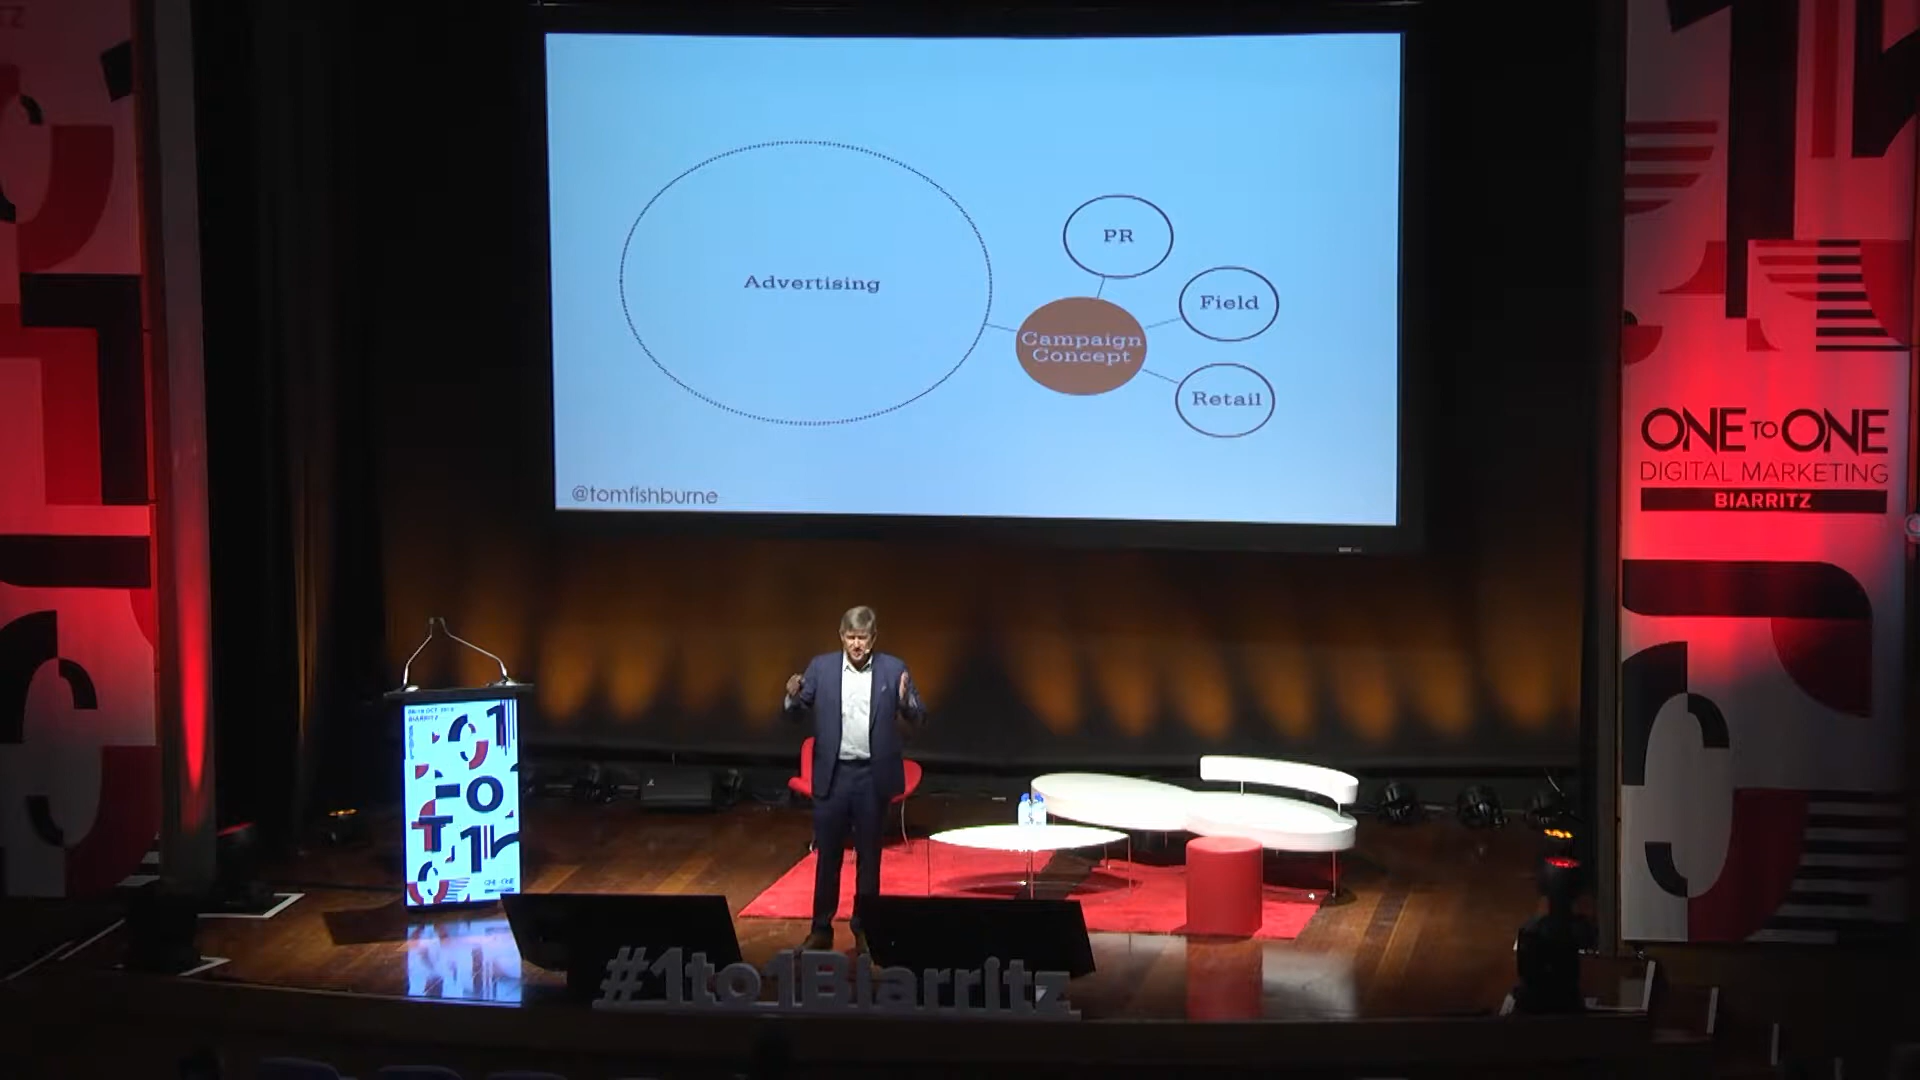 PR
Advertising
Field
Campaign
Concept
Retail
@tomfishburne
ONE TO ONE
DIGITAL MARKETING
BIARRITZ
BIARRITZ
#1to1Biarritz